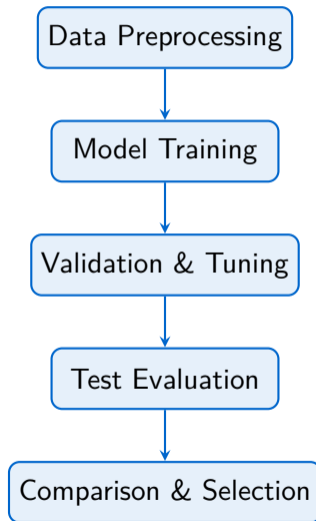 Data Preprocessing
Model Training
Validation & Tuning
Test Evaluation
Comparison & Selection